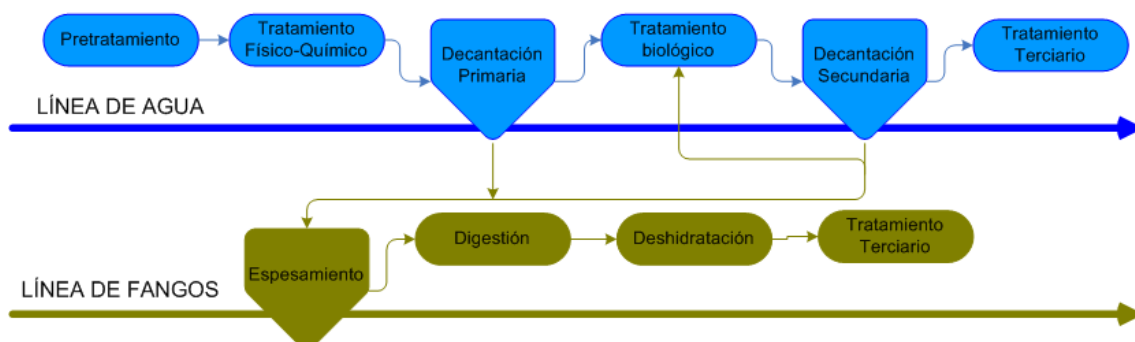 Pretratamiento
Tratamiento
Físico-Químico
Decantación
Primaria
Tratamiento
biológico
Decantación
Secundaria
Tratamiento
Terciario
LÍNEA DE AGUA
Digestión
Deshidratación
Tratamiento
Terciario
Espesamiento
LÍNEA DE FANGOS